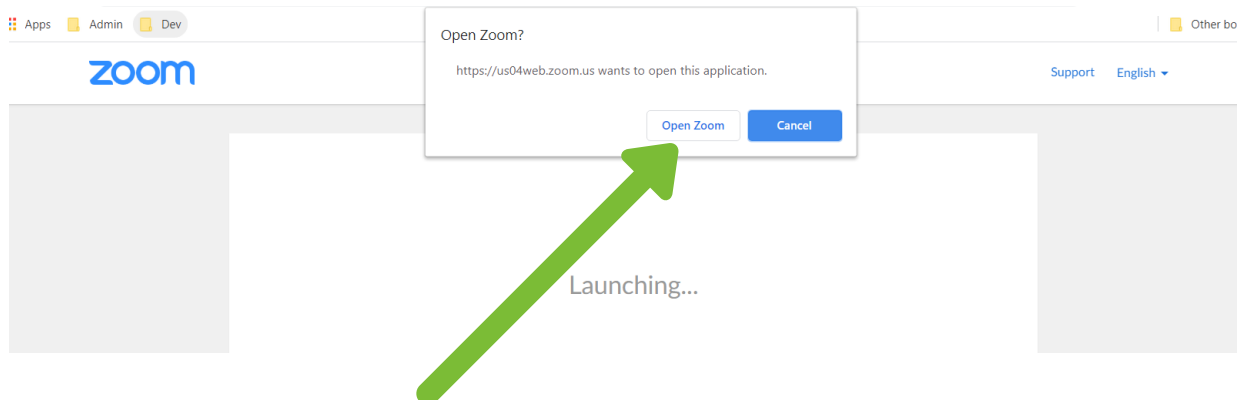 Apps Admin Dev Other bo
Open Zoom?
https://us04web.zoom.us wants to open this application.
zoom Support English
Open Zoom Cancel
Launching...